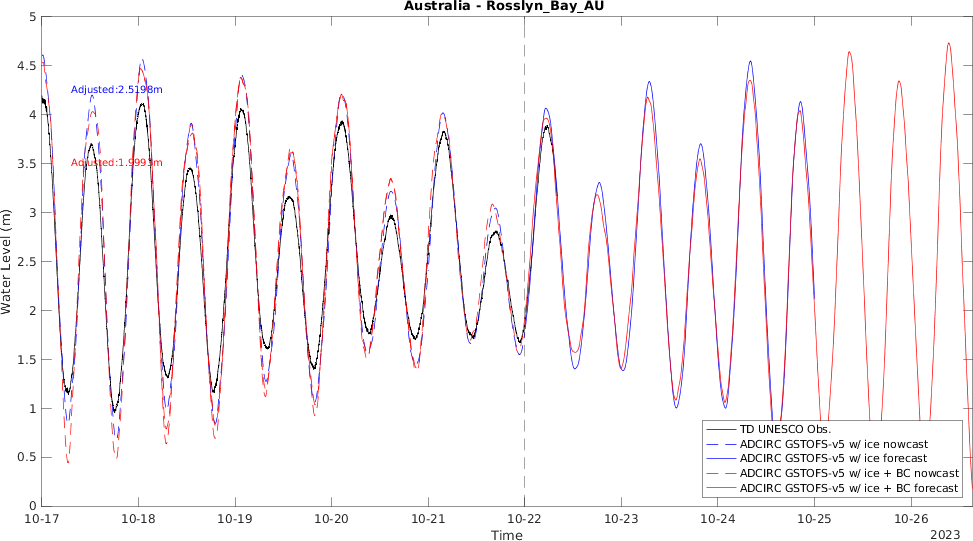 Australia - Rosslyn_Bay_AU
Water Level (m)
5
4.5
4
3.5
3
2.5
2
1.5
1
0.5
0
Adjusted:2.5198m
Adjusted:1.9993m
TD UNESCO Obs.
ADCIRC GSTOFS-v5 w/ ice nowcast
ADCIRC GSTOFS-v5 w/ ice forecast
ADCIRC GSTOFS-v5 w/ ice + BC nowcast
ADCIRC GSTOFS-v5 w/ ice + BC forecast
10-17 10-18 10-19 10-20 10-21 10-22 10-23 10-24 10-25 10-26
Time
2023